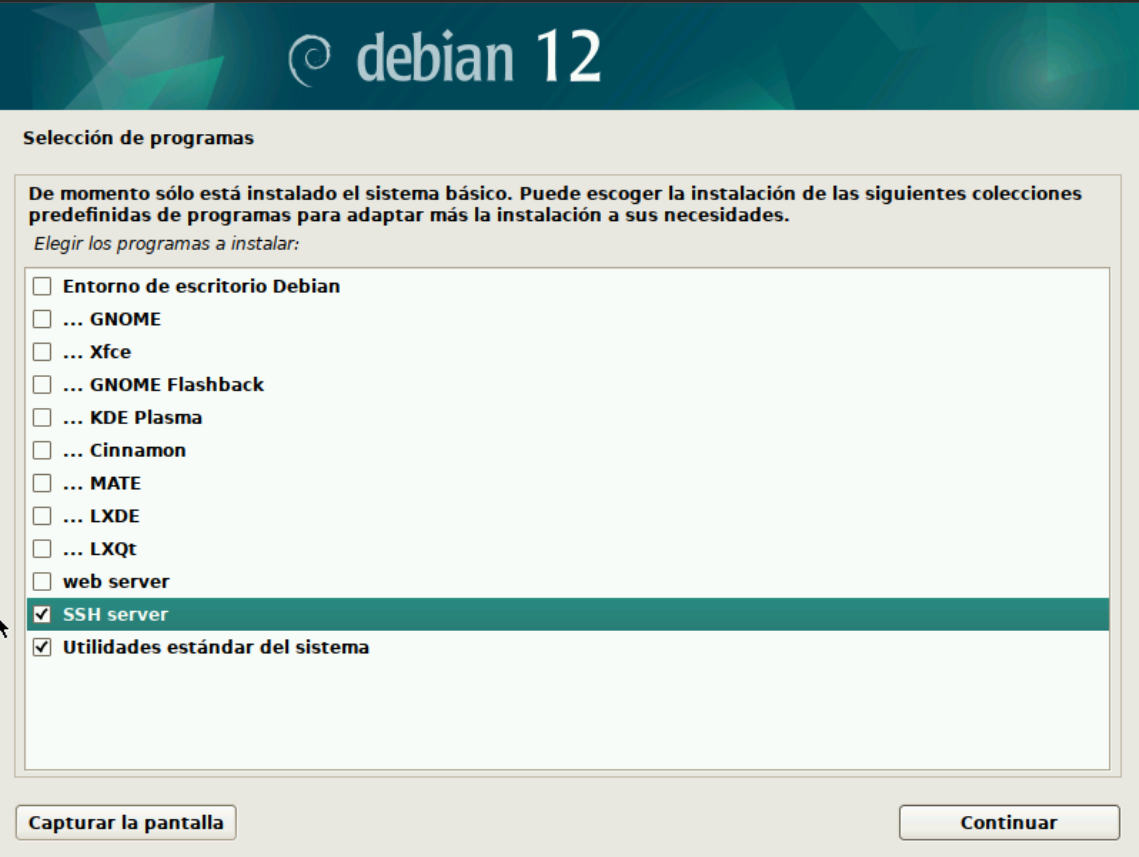 debian 12
Selección de programas
De momento sólo está instalado el sistema básico. Puede escoger la instalación de las siguientes colecciones
predefinidas de programas para adaptar más la instalación a sus necesidades.
Elegir los programas a instalar:
Entorno de escritorio Debian
... GNOME
... Xfce
... GNOME Flashback
... KDE Plasma
... Cinnamon
... MATE
... LXDE
... LXQt
web server
SSH server
Utilidades estándar del sistema
Capturar la pantalla
Continuar